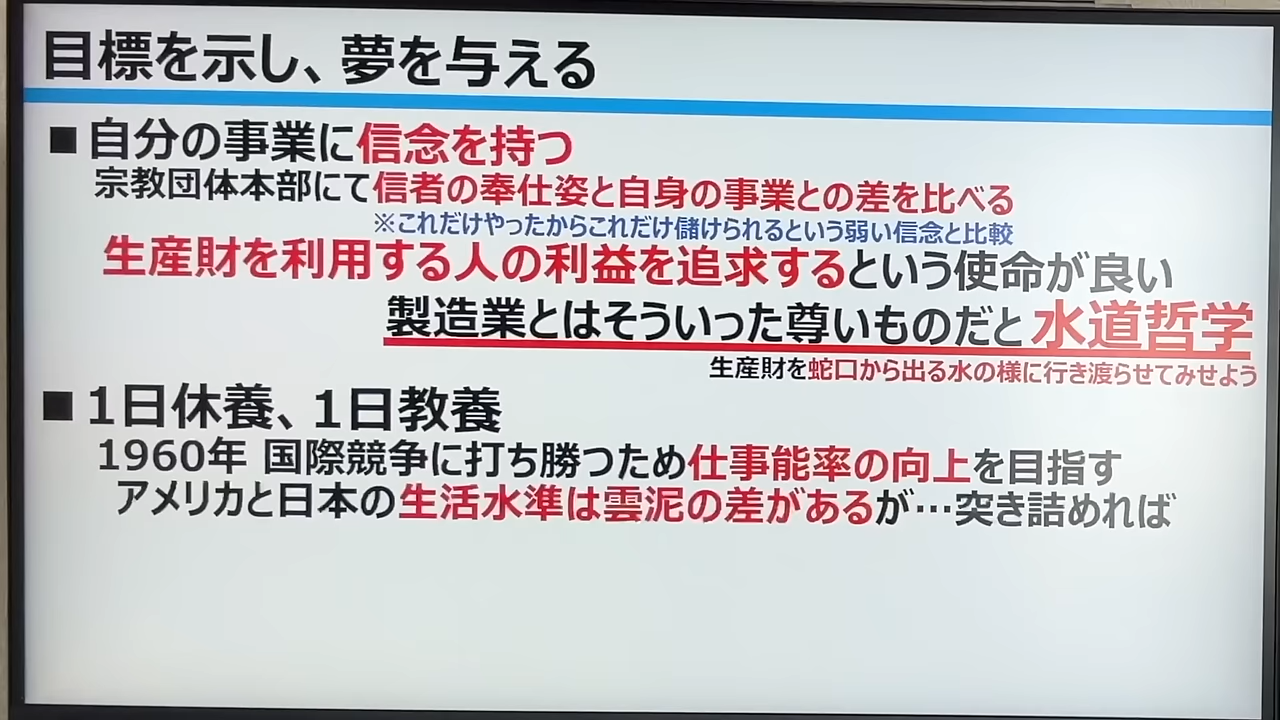 目標を示し、夢を与える
■自分の事業に信念を持つ
宗教団体本部にて信者の奉仕姿と自身の事業との差を比べる
※これだけやったからこれだけ儲けられるという弱い信念と比較
生産財を利用する人の利益を追求するという使命が良い
製造業とはそういった尊いものだと水道哲学
生産財を蛇口から出る水の様に行き渡らせてみせよう
■1日休養、1日教養
1960年 国際競争に打ち勝つため仕事能率の向上を目指す
アメリカと日本の生活水準は雲泥の差があるが…突き詰めれば